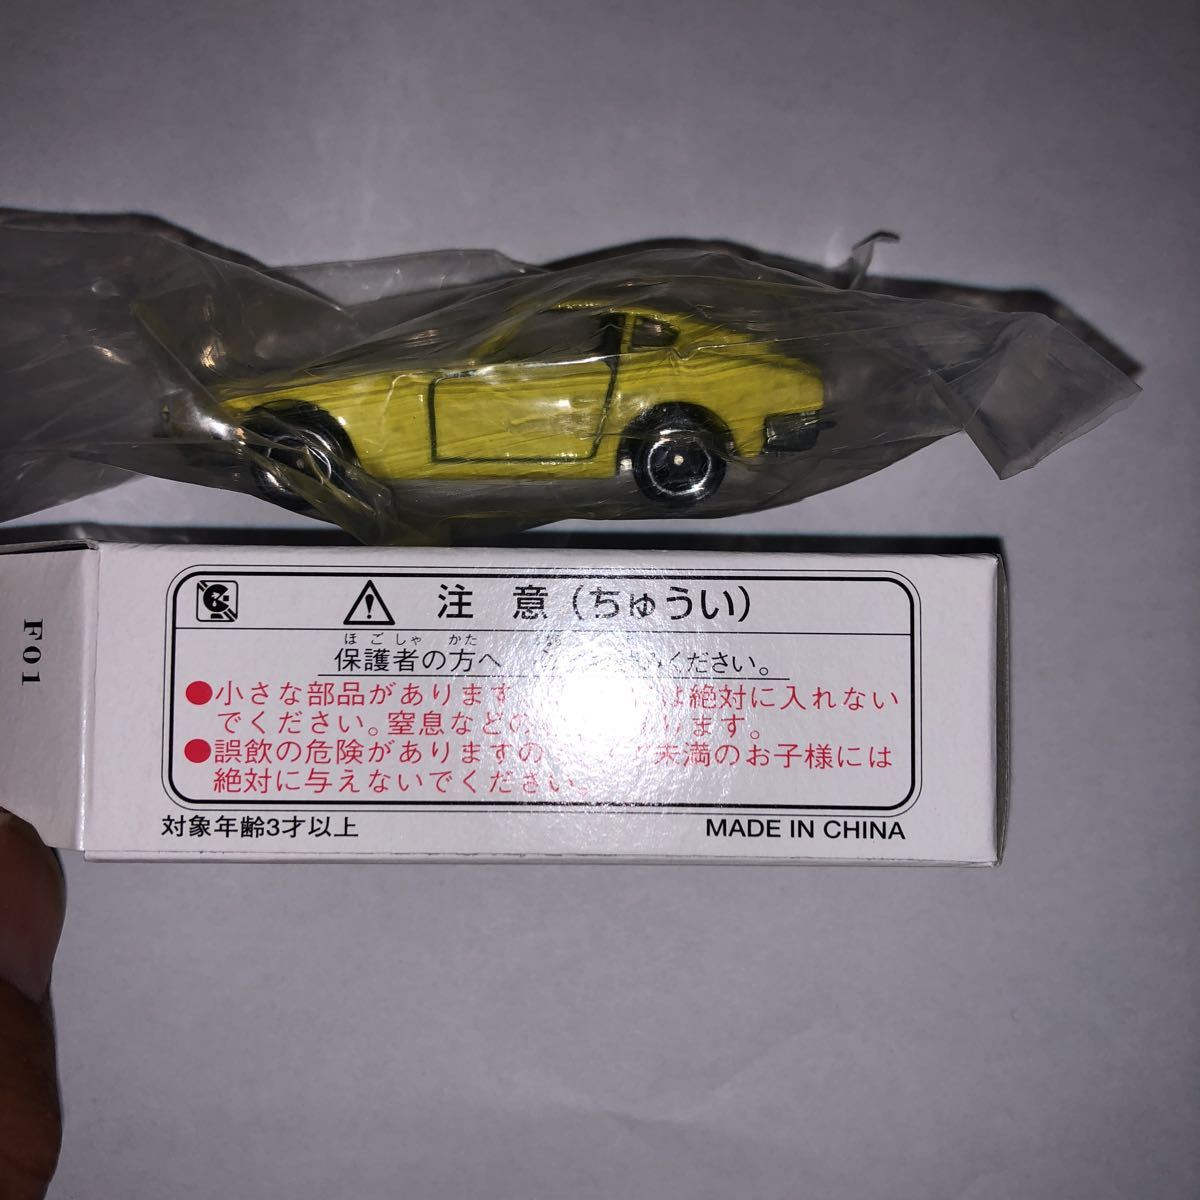 F01
注意(ちゅうい)
ほごしゃ かた
保護者の方へ ください。
●小さな部品があります は絶対に入れない
でください。窒息などの します。
●誤飲の危険がありますの 未満のお子様には
絶対に与えないでください。
対象年齢3才以上
MADE IN CHINA